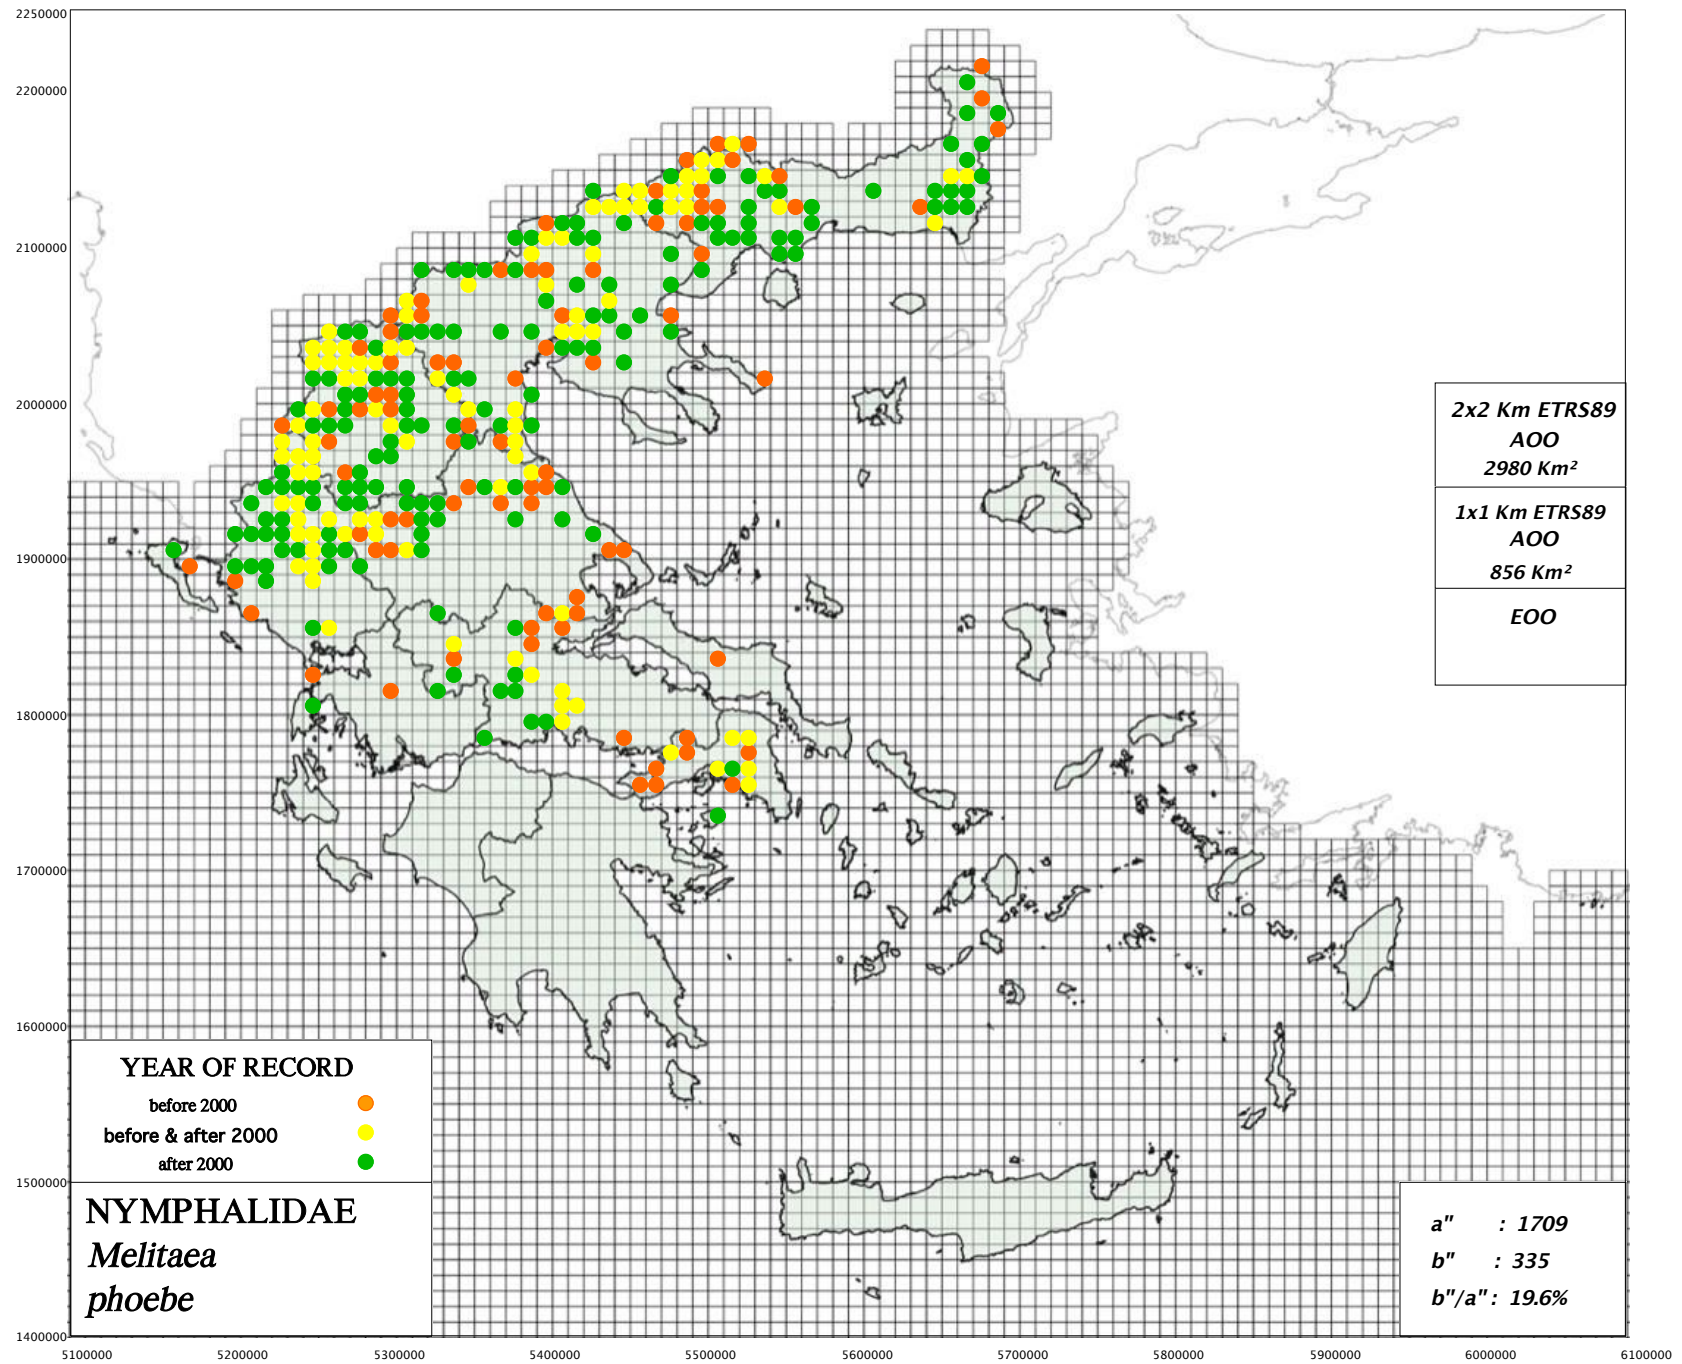 2250000
2200000
2100000
2000000
1900000
1800000
1700000
1600000
1500000
1400000
5100000 5200000 5300000 5400000 5500000 5600000 5700000 5800000 5900000 6000000 6100000
2x2 Km ETRS89
AOO
2980 Km²
1x1 Km ETRS89
AOO
856 Km²
EOO
YEAR OF RECORD
before 2000
before & after 2000
after 2000
NYMPHALIDAE
Melitaea
phoebe
a" : 1709
b" : 335
b"/a" : 19.6%